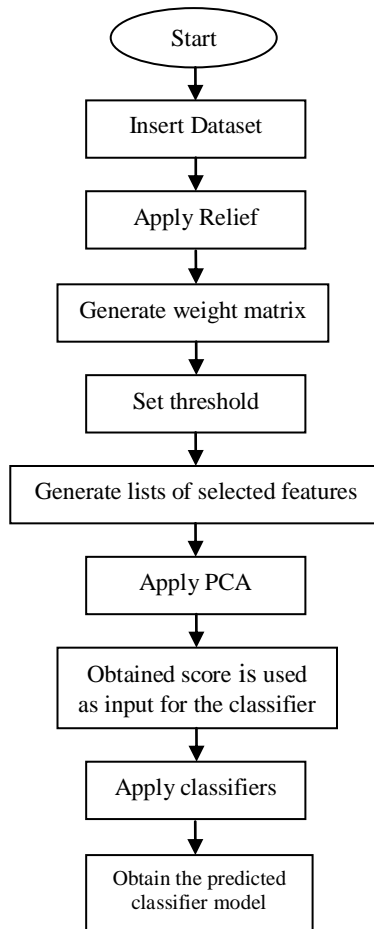 Start
Insert Dataset
Apply Relief
Generate weight matrix
Set threshold
Generate lists of selected features
Apply PCA
Obtained score is used
as input for the classifier
Apply classifiers
Obtain the predicted
classifier model